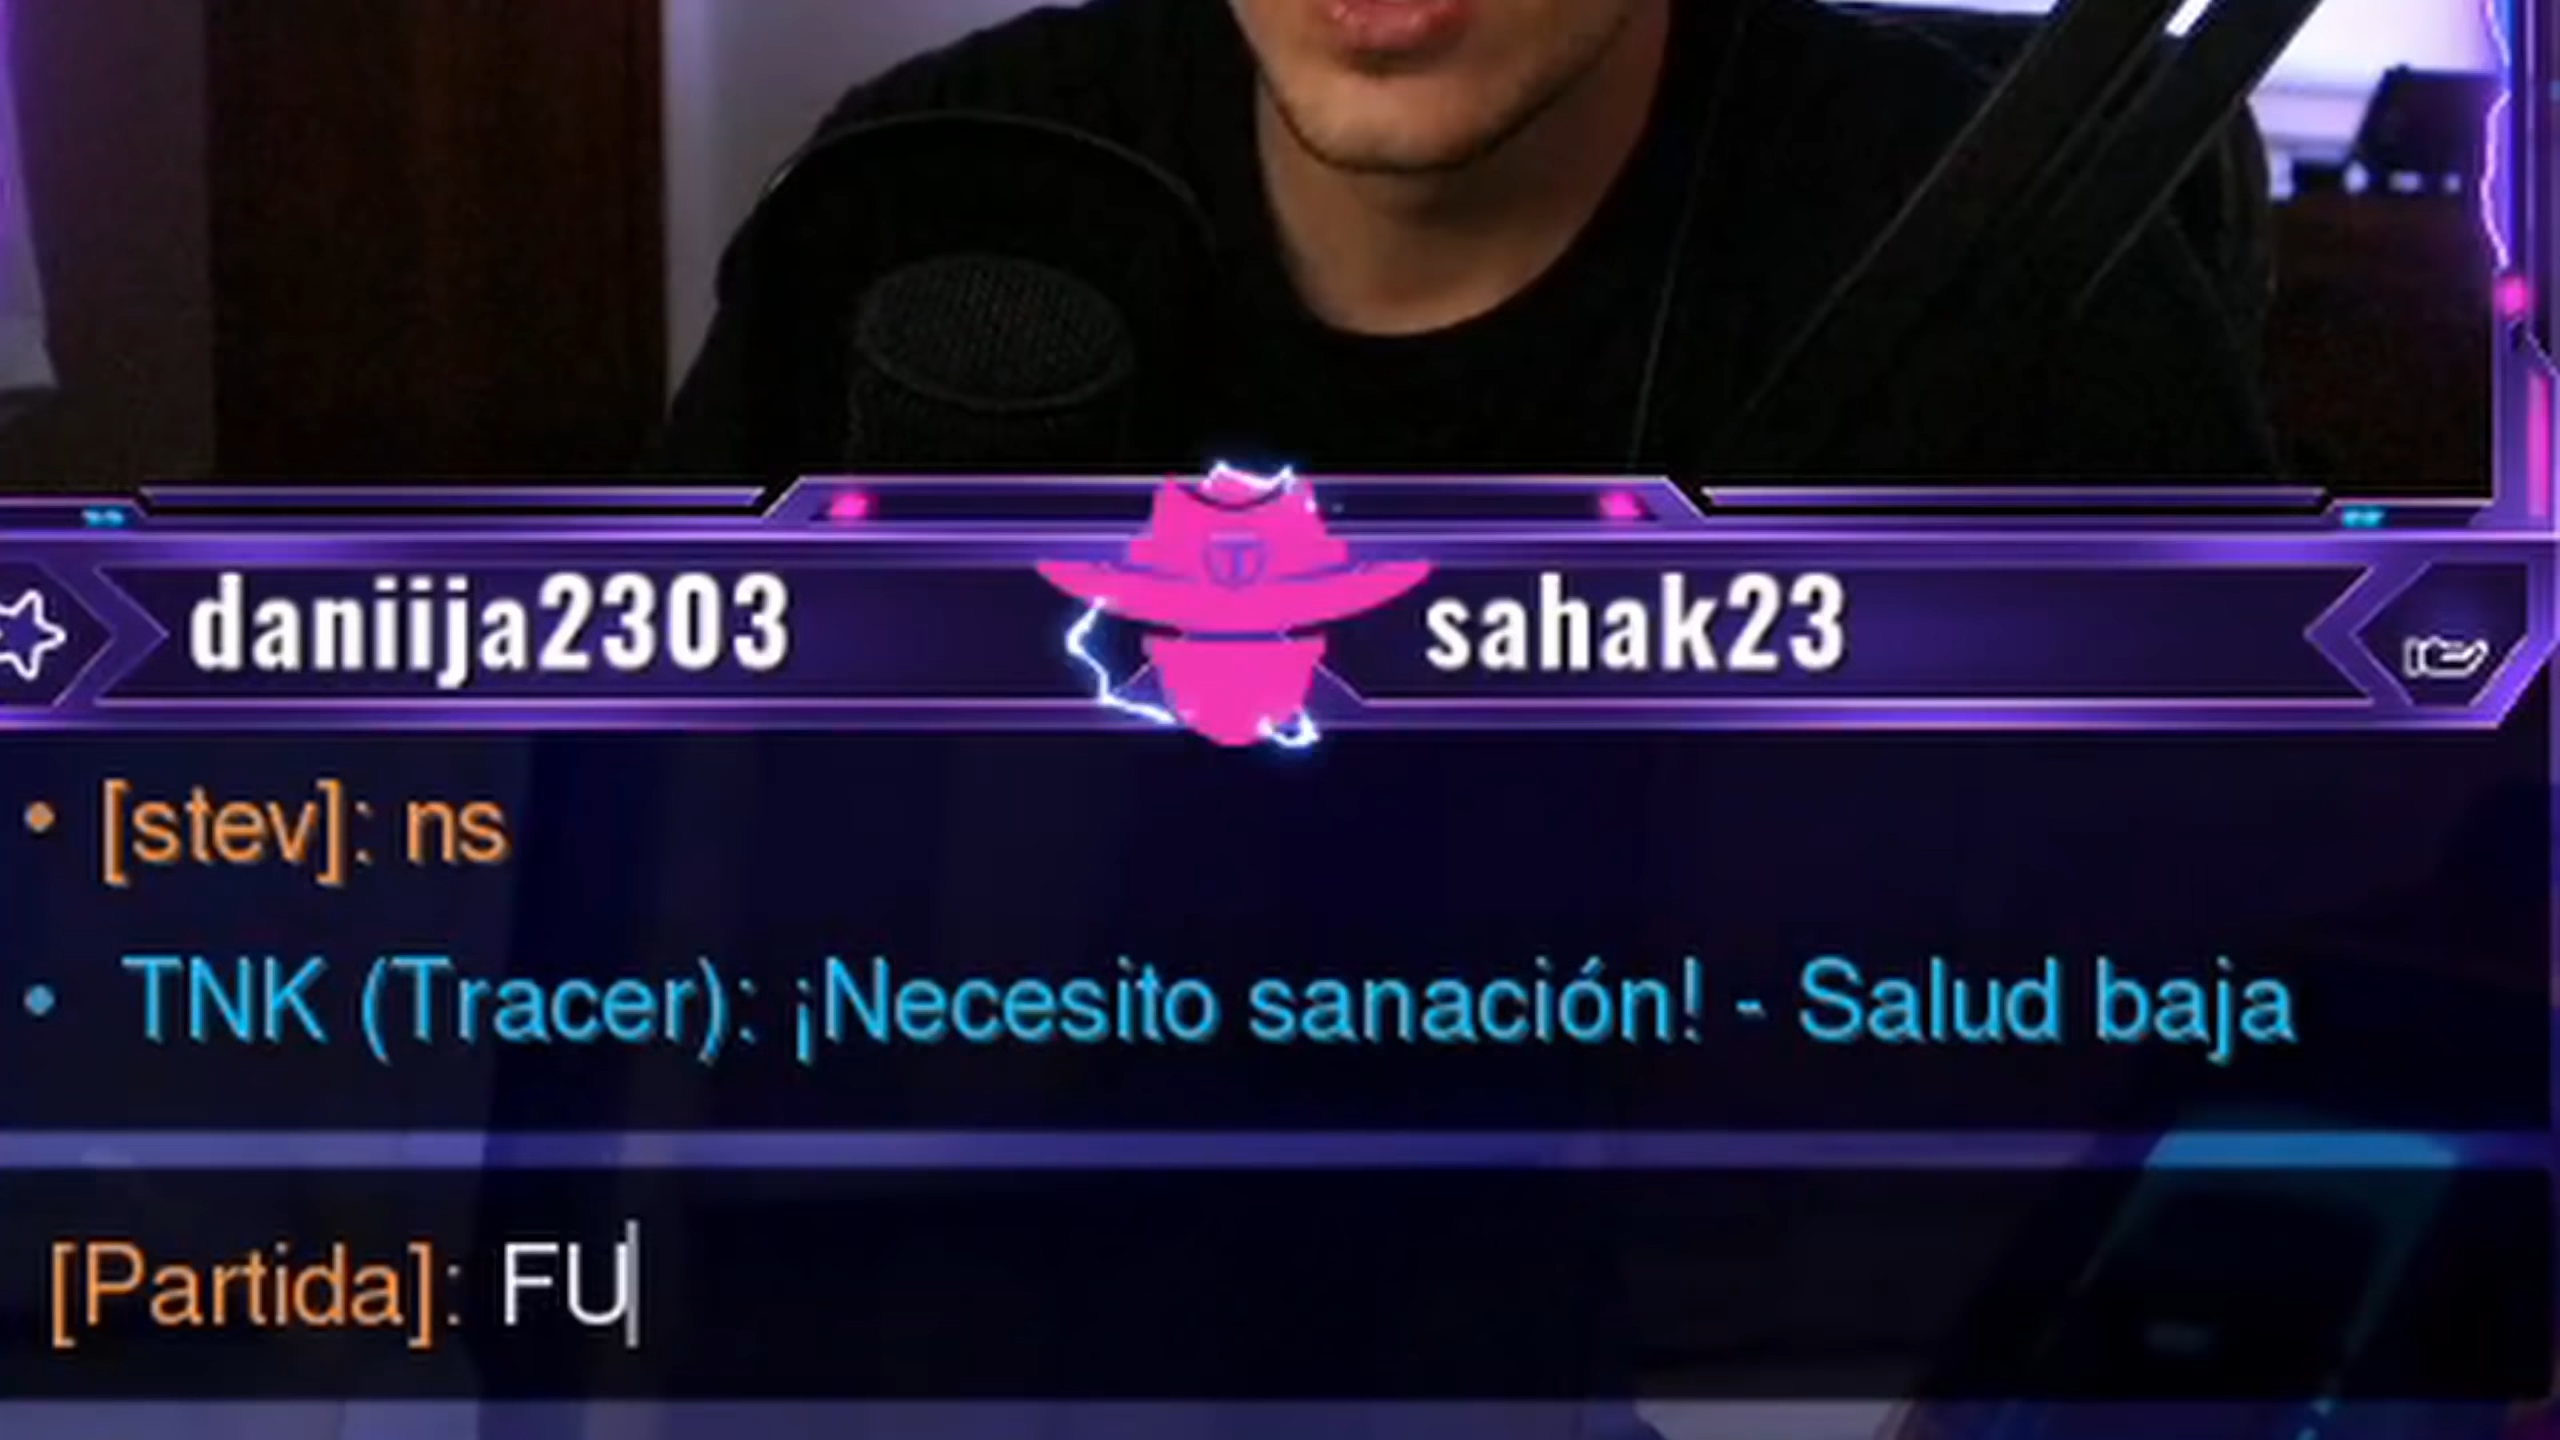 daniija2303 sahak23
• [stev]: ns
• TNK (Tracer): ¡Necesito sanación! - Salud baja
[Partida]: FU